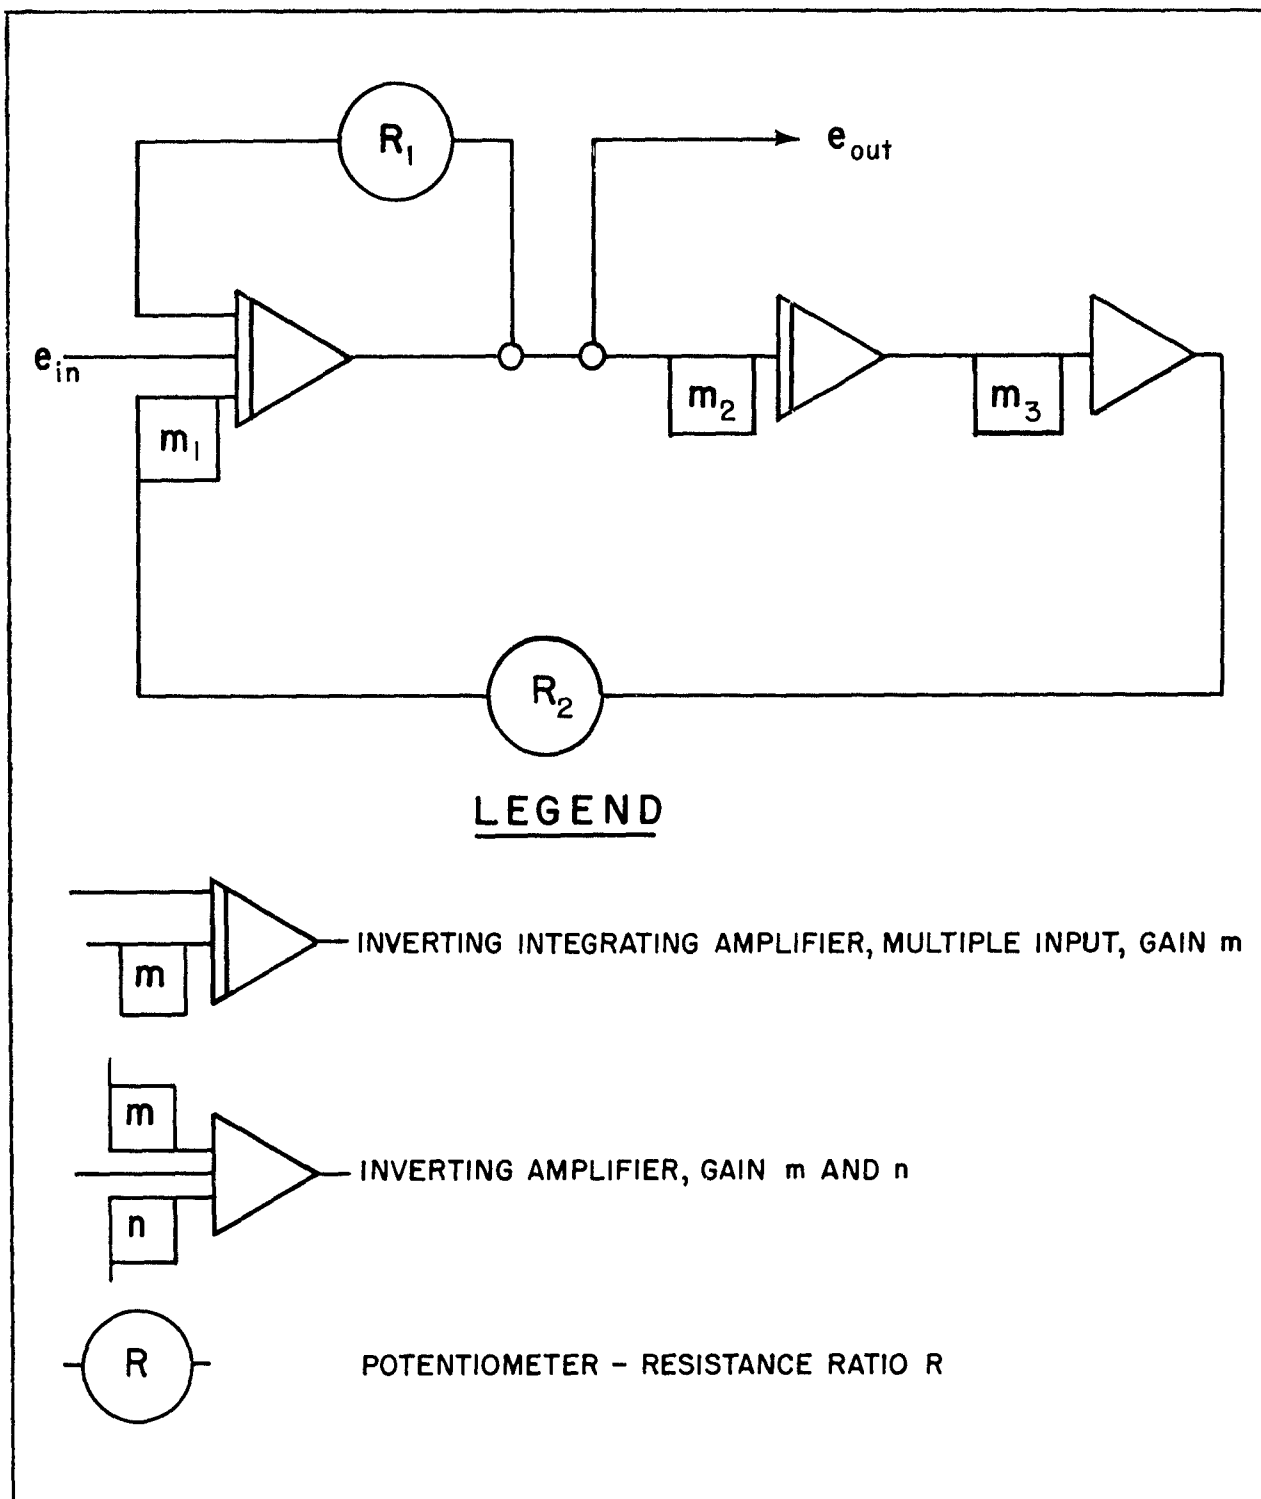 R1
eout
ein
m1
m2
m3
R2
LEGEND
m
INVERTING INTEGRATING AMPLIFIER, MULTIPLE INPUT, GAIN m
m
n
INVERTING AMPLIFIER, GAIN m AND n
R
POTENTIOMETER – RESISTANCE RATIO R